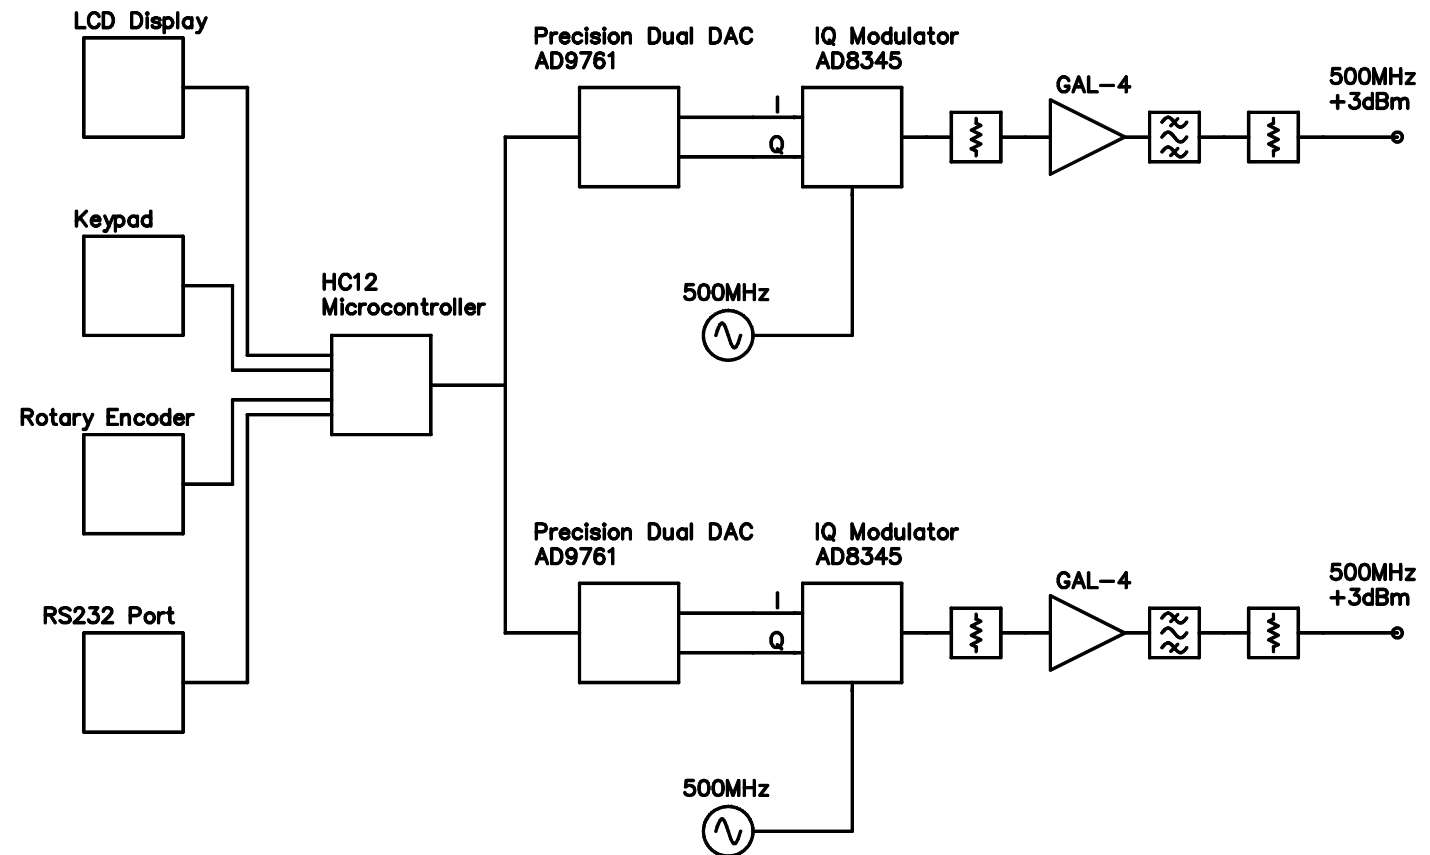 LCD Display
Precision Dual DAC
AD9761
IQ Modulator
AD8345
GAL-4
500MHz
+3dBm
I
Q
Keypad
HC12
Microcontroller
500MHz
Rotary Encoder
Precision Dual DAC
AD9761
IQ Modulator
AD8345
GAL-4
500MHz
+3dBm
I
Q
RS232 Port
500MHz